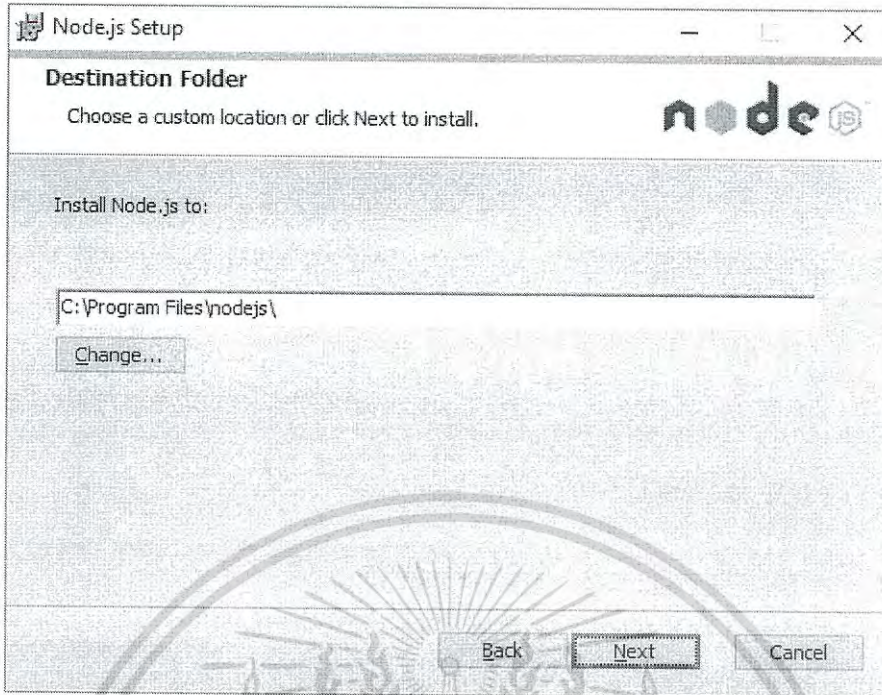 Node.js Setup
Destination Folder
Choose a custom location or click Next to install.
node JS
Install Node.js to:
C:\Program Files\nodejs\
Change...
Back Next Cancel